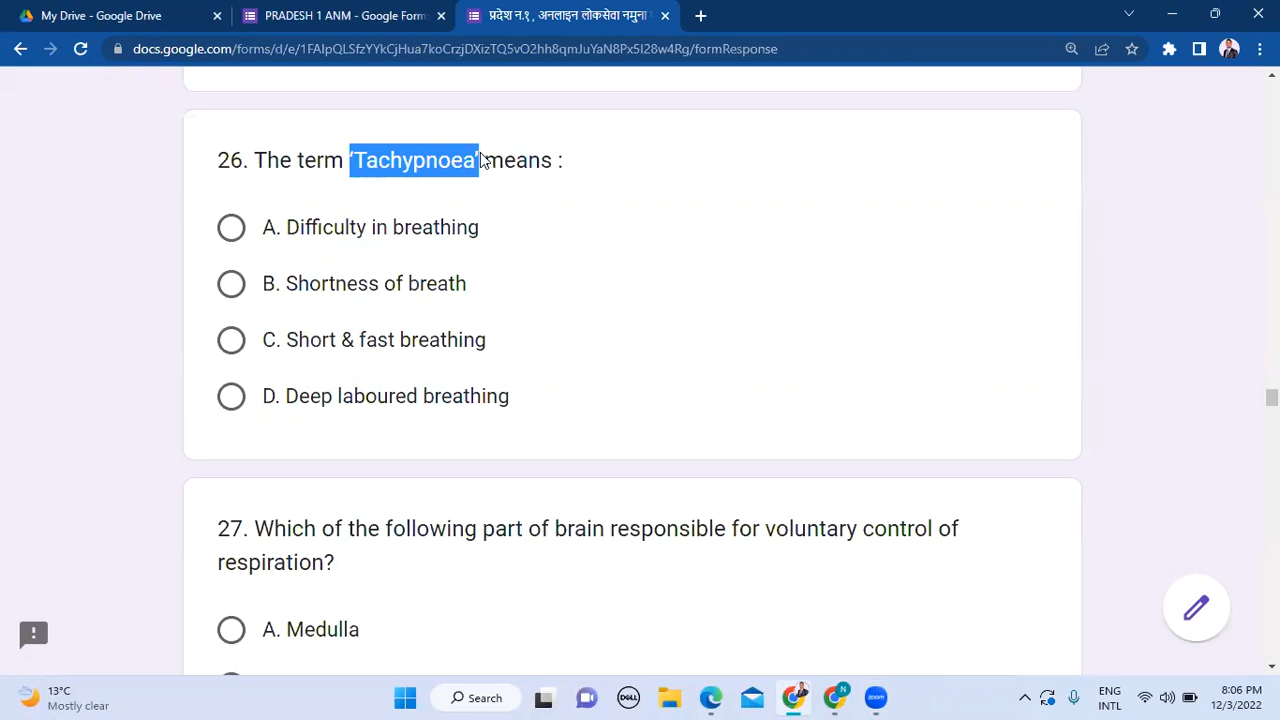 My Drive - Google Drive
PRADESH 1 ANM - Google Form
प्रदेश न.१, अनलाइन लोकसेवा नमुना
docs.google.com/forms/d/e/1FAIpQLSfzYYkCjHua7koCrzjDXizTQ5vO2hh8qmJuYaN8Px5I28w4Rg/formResponse
26. The term ‘Tachypnoea’ means :
A. Difficulty in breathing
B. Shortness of breath
C. Short & fast breathing
D. Deep laboured breathing
27. Which of the following part of brain responsible for voluntary control of
respiration?
A. Medulla
13°C
Mostly clear
Search
DELL
N
zoom
ENG
INTL
8:06 PM
12/3/2022